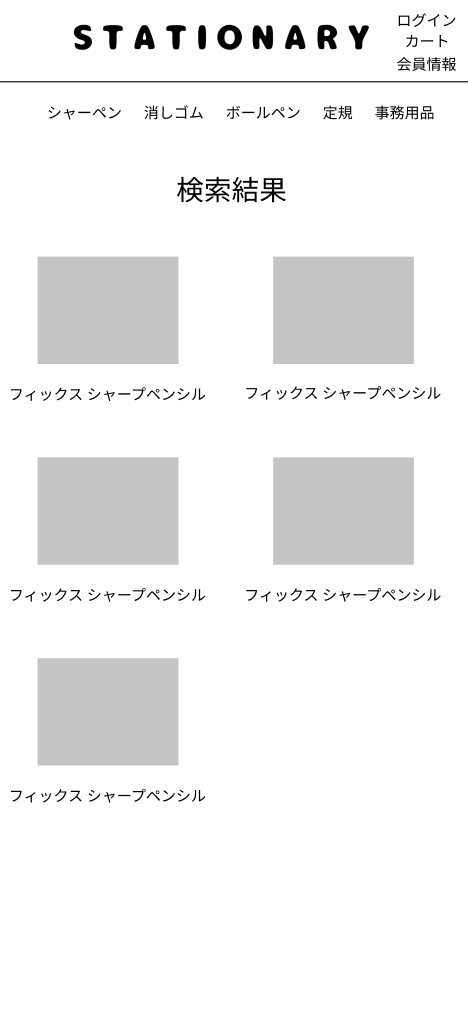 STATIONARY
ログイン
カート
会員情報
シャーペン 消しゴム ボールペン 定規 事務用品
検索結果
フィックス シャープペンシル
フィックス シャープペンシル
フィックス シャープペンシル
フィックス シャープペンシル
フィックス シャープペンシル